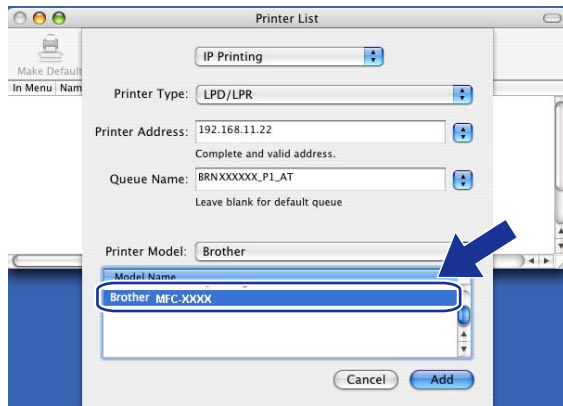 Printer List
IP Printing
Make Default
In Menu Nam
Printer Type: LPD/LPR
Printer Address: 192.168.11.22
Complete and valid address.
Queue Name: BRNXXXXXX_P1_AT
Leave blank for default queue
Printer Model: Brother
Model Name
Brother MFC-XXXX
Cancel Add